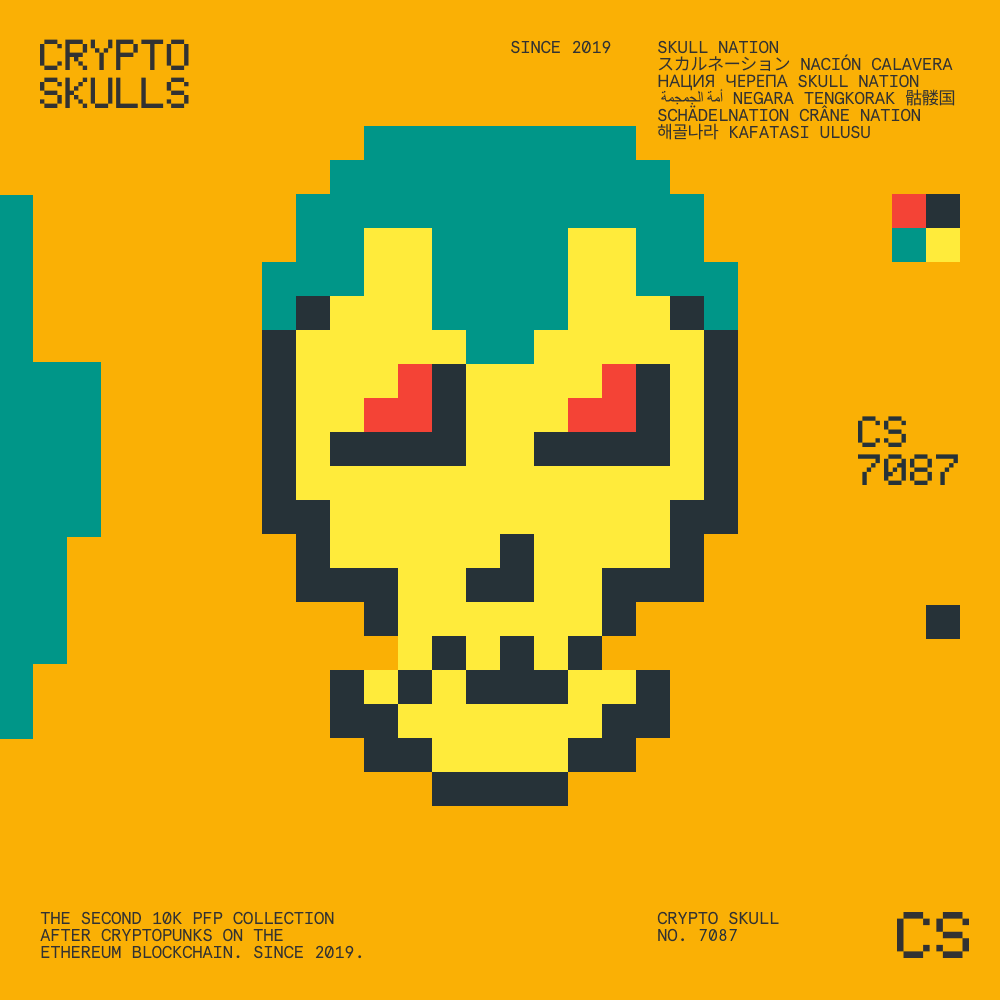 CRYPTO
SKULLS
SINCE 2019
SKULL NATION
スカルネーション NACIÓN CALAVERA
НАЦИЯ ЧЕРЕПА SKULL NATION
أمة الجمجمة NEGARA TENGKORAK 骷髅国
SCHÄDELNATION CRÂNE NATION
해골나라 KAFATASI ULUSU
CS
7087
THE SECOND 10K PFP COLLECTION
AFTER CRYPTOPUNKS ON THE
ETHEREUM BLOCKCHAIN. SINCE 2019.
CRYPTO SKULL
NO. 7087
CS